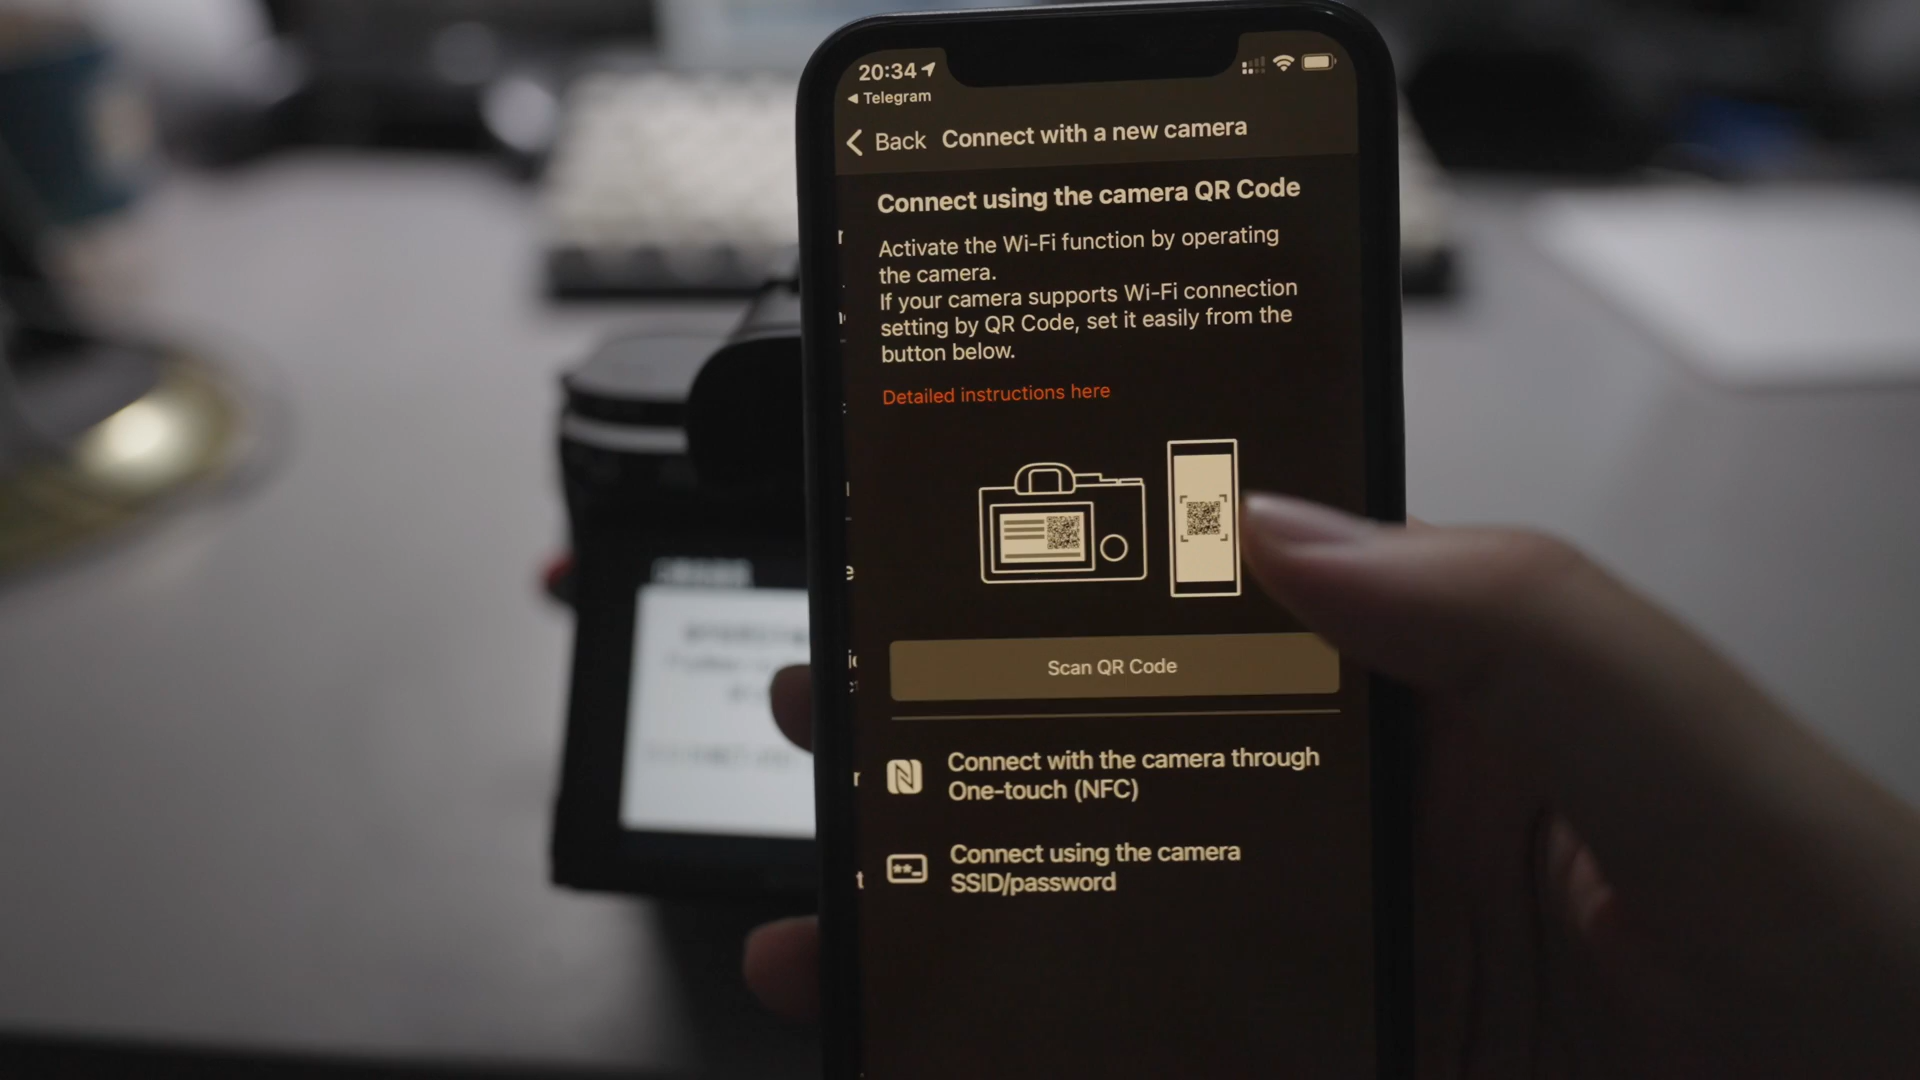 20:34
Telegram
Back Connect with a new camera
Connect using the camera QR Code
Activate the Wi-Fi function by operating
the camera.
If your camera supports Wi-Fi connection
setting by QR Code, set it easily from the
button below.
Detailed instructions here
Scan QR Code
Connect with the camera through
One-touch (NFC)
Connect using the camera
SSID/password